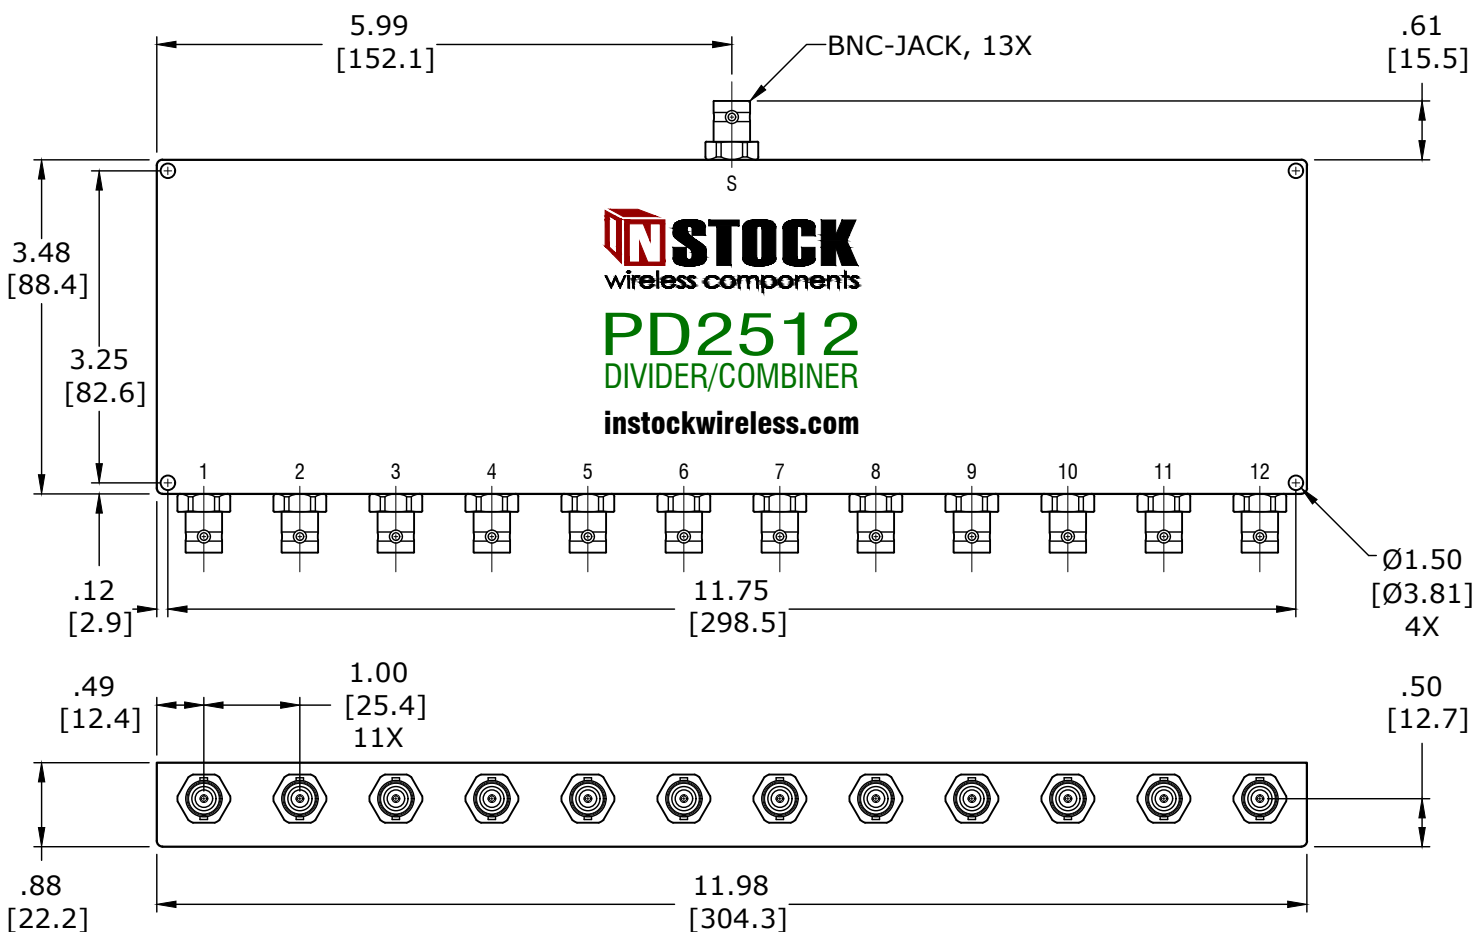 5.99
[152.1]
BNC-JACK, 13X
.61
[15.5]
S
3.48
[88.4]
IN STOCK
wireless components
PD2512
DIVIDER/COMBINER
instockwireless.com
3.25
[82.6]
1 2 3 4 5 6 7 8 9 10 11 12
.12
[2.9]
11.75
[298.5]
Ø1.50
[Ø3.81]
4X
.49
[12.4]
1.00
[25.4]
11X
.50
[12.7]
.88
[22.2]
11.98
[304.3]